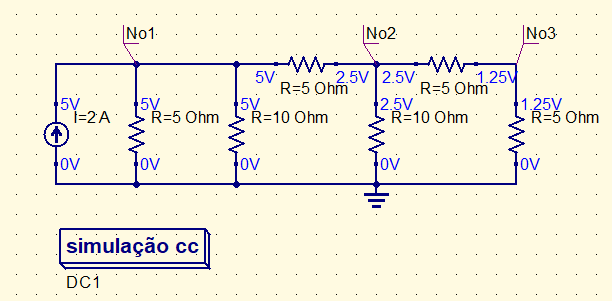 No1
No2
No3
5V
2.5V
2.5V
1.25V
R=5 Ohm
R=5 Ohm
5V
5V
5V
2.5V
1.25V
I=2 A
R=5 Ohm
R=10 Ohm
R=10 Ohm
R=5 Ohm
0V
0V
0V
0V
0V
simulação cc
DC1